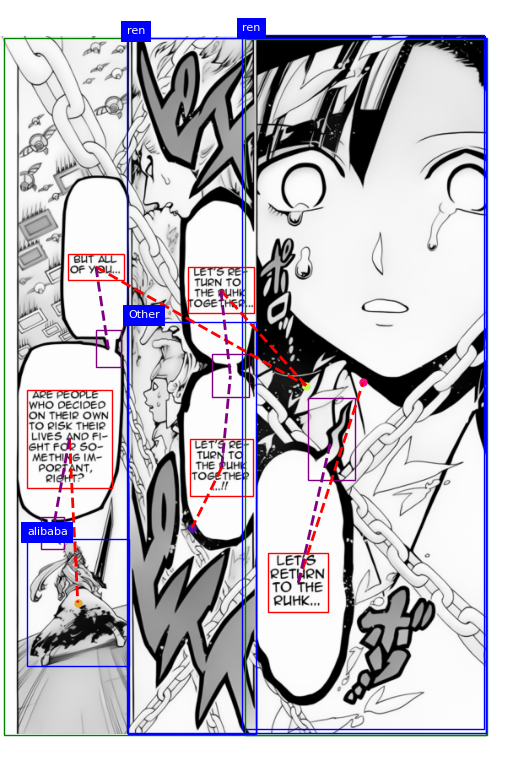 ren
ren
ポロ...
LET'S
RETURN
TO THE
RUHK...
LET'S RE-
TURN TO
THE RUHK
TOGETHER...
Other
LET'S RE-
TURN TO
THE RUHK
TOGETHER
...!!
BUT ALL
OF YOU...
ARE PEOPLE
WHO DECIDED
ON THEIR OWN
TO RISK THEIR
LIVES AND FI-
GHT FOR SO-
METHING IM-
PORTANT,
RIGHT?
alibaba